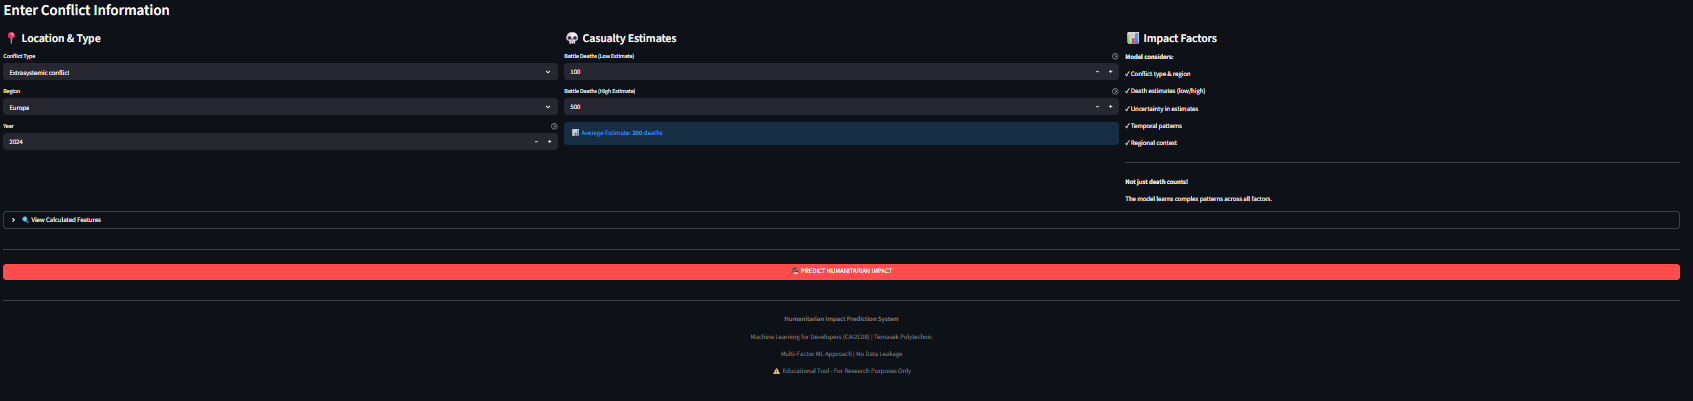 Enter Conflict Information
📍 Location & Type
Conflict Type
Extrasystemic conflict
Region
Europe
Year
2024
💀 Casualty Estimates
Battle Deaths (Low Estimate)
100
Battle Deaths (High Estimate)
500
📊 Average Estimate: 300 deaths
📊 Impact Factors
Model considers:
✓ Conflict type & region
✓ Death estimates (low/high)
✓ Uncertainty in estimates
✓ Temporal patterns
✓ Regional context
Not just death counts!
The model learns complex patterns across all factors.
🔍 View Calculated Features
PREDICT HUMANITARIAN IMPACT
Humanitarian Impact Prediction System
Machine Learning for Developers (CAI2C08) | Temasek Polytechnic
Multi-Factor ML Approach | No Data Leakage
⚠️ Educational Tool - For Research Purposes Only